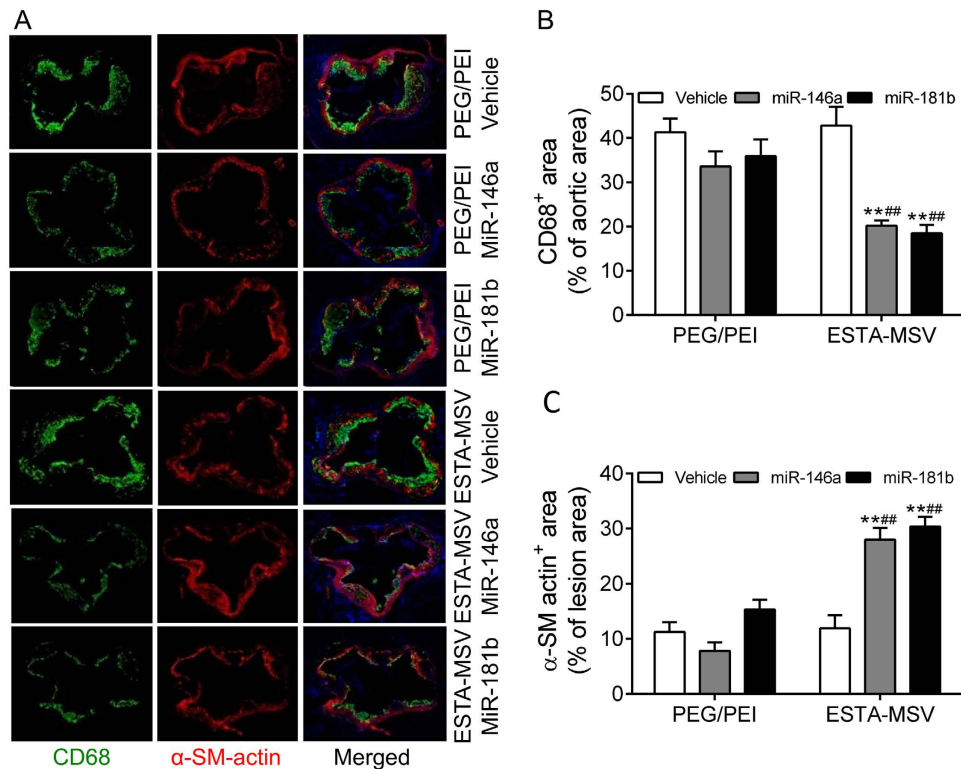 A
PEG/PEI
Vehicle
PEG/PEI
MiR-146a
PEG/PEI
MiR-181b
ESTA-MSV
Vehicle
ESTA-MSV
MiR-146a
ESTA-MSV
MiR-181b
CD68
α-SM-actin
Merged
B
Vehicle miR-146a miR-181b
CD68⁺ area
(% of aortic area)
50
40
30
20
10
0
**## **##
PEG/PEI ESTA-MSV
C
Vehicle miR-146a miR-181b
α-SM actin⁺ area
(% of lesion area)
40
30
20
10
0
**## **##
PEG/PEI ESTA-MSV